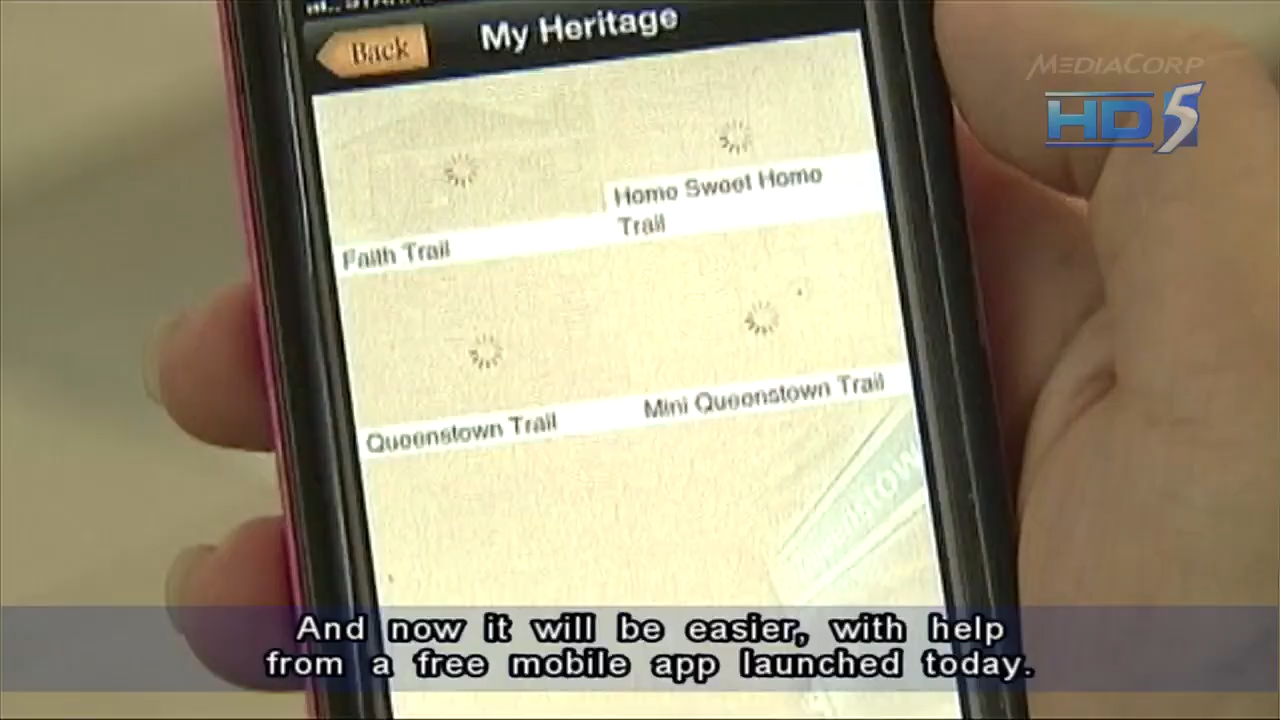 My Heritage
Back
MEDIACORP
HD5
Home Sweet Home
Trail
Faith Trail
Queenstown Trail
Mini Queenstown Trail
And now it will be easier, with help
from a free mobile app launched today.